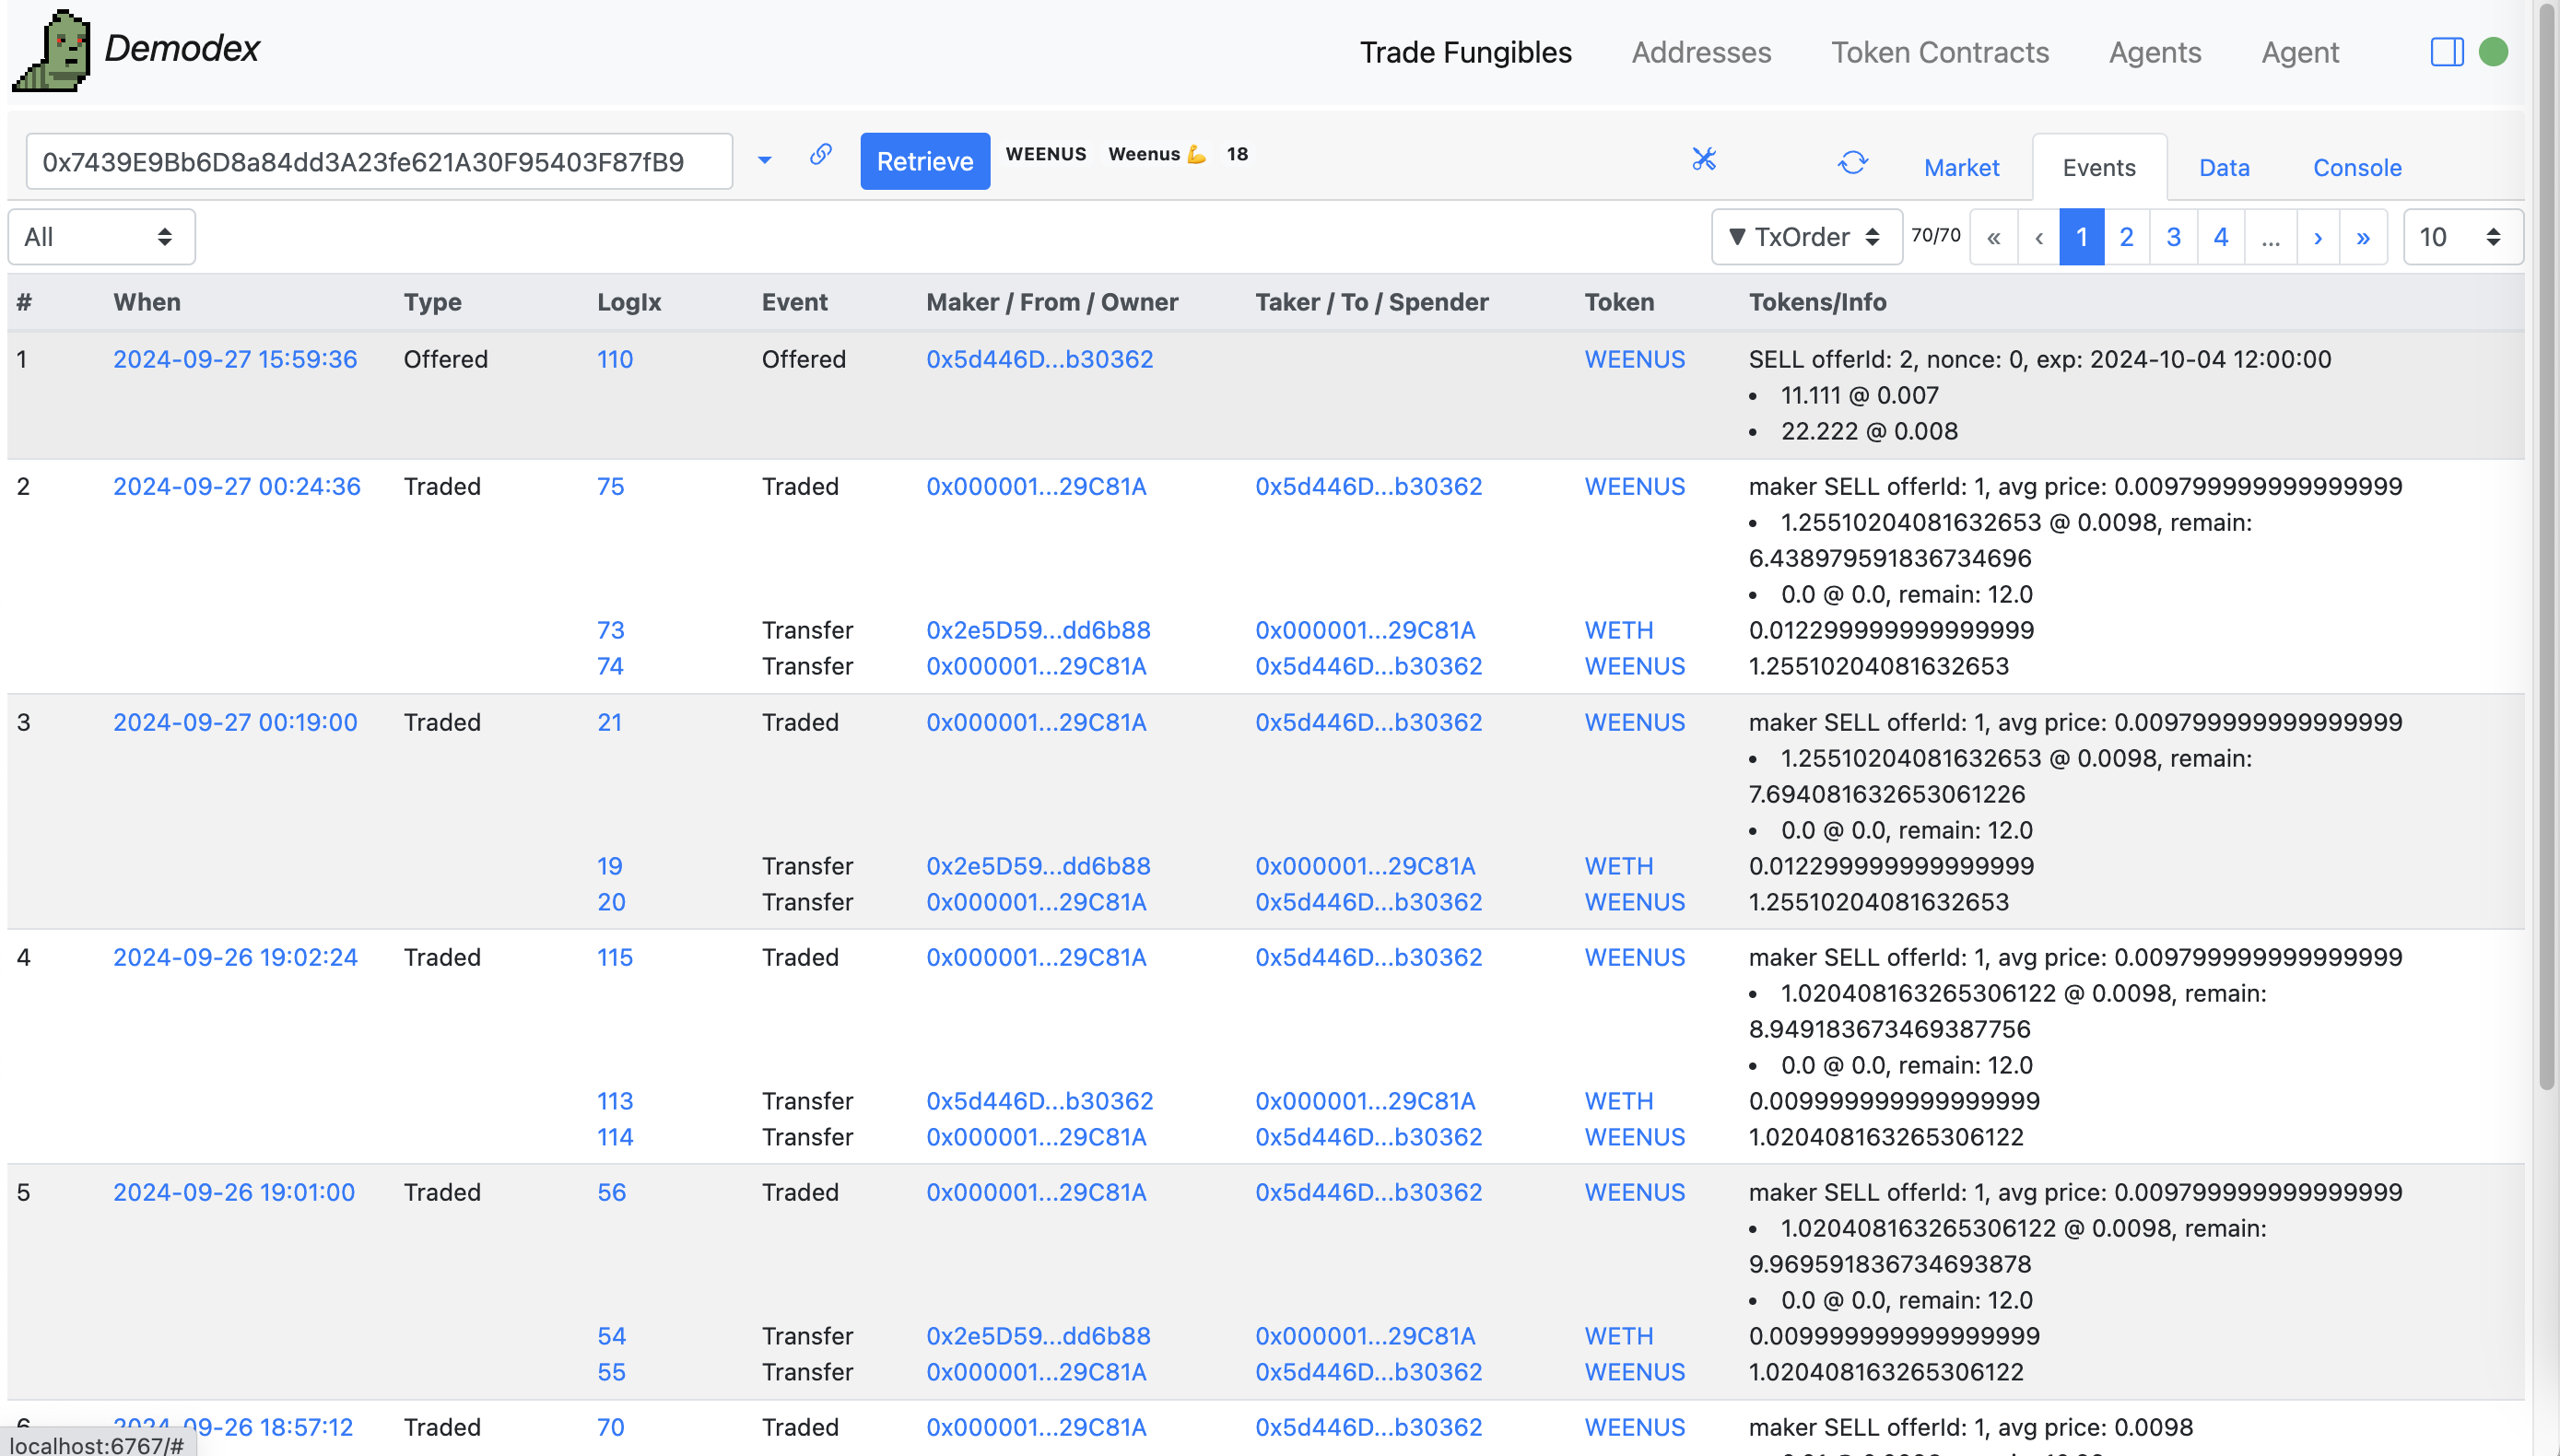 Demodex
Trade Fungibles Addresses Token Contracts Agents Agent
0x7439E9Bb6D8a84dd3A23fe621A30F95403F87fB9 Retrieve WEENUS Weenus 💪 18 Market Events Data Console
All ▼ TxOrder 70/70 « ‹ 1 2 3 4 ... › » 10
# When Type LogIx Event Maker / From / Owner Taker / To / Spender Token Tokens/Info
1 2024-09-27 15:59:36 Offered 110 Offered 0x5d446D...b30362 WEENUS SELL offerId: 2, nonce: 0, exp: 2024-10-04 12:00:00
• 11.111 @ 0.007
• 22.222 @ 0.008
2 2024-09-27 00:24:36 Traded 75 Traded 0x000001...29C81A 0x5d446D...b30362 WEENUS maker SELL offerId: 1, avg price: 0.009799999999999999
• 1.25510204081632653 @ 0.0098, remain:
6.438979591836734696
• 0.0 @ 0.0, remain: 12.0
73 Transfer 0x2e5D59...dd6b88 0x000001...29C81A WETH 0.012299999999999999
74 Transfer 0x000001...29C81A 0x5d446D...b30362 WEENUS 1.25510204081632653
3 2024-09-27 00:19:00 Traded 21 Traded 0x000001...29C81A 0x5d446D...b30362 WEENUS maker SELL offerId: 1, avg price: 0.009799999999999999
• 1.25510204081632653 @ 0.0098, remain:
7.694081632653061226
• 0.0 @ 0.0, remain: 12.0
19 Transfer 0x2e5D59...dd6b88 0x000001...29C81A WETH 0.012299999999999999
20 Transfer 0x000001...29C81A 0x5d446D...b30362 WEENUS 1.25510204081632653
4 2024-09-26 19:02:24 Traded 115 Traded 0x000001...29C81A 0x5d446D...b30362 WEENUS maker SELL offerId: 1, avg price: 0.009799999999999999
• 1.020408163265306122 @ 0.0098, remain:
8.949183673469387756
• 0.0 @ 0.0, remain: 12.0
113 Transfer 0x5d446D...b30362 0x000001...29C81A WETH 0.009999999999999999
114 Transfer 0x000001...29C81A 0x5d446D...b30362 WEENUS 1.020408163265306122
5 2024-09-26 19:01:00 Traded 56 Traded 0x000001...29C81A 0x5d446D...b30362 WEENUS maker SELL offerId: 1, avg price: 0.009799999999999999
• 1.020408163265306122 @ 0.0098, remain:
9.969591836734693878
• 0.0 @ 0.0, remain: 12.0
54 Transfer 0x2e5D59...dd6b88 0x000001...29C81A WETH 0.009999999999999999
55 Transfer 0x000001...29C81A 0x5d446D...b30362 WEENUS 1.020408163265306122
6 2024-09-26 18:57:12 Traded 70 Traded 0x000001...29C81A 0x5d446D...b30362 WEENUS maker SELL offerId: 1, avg price: 0.0098
localhost:6767/#